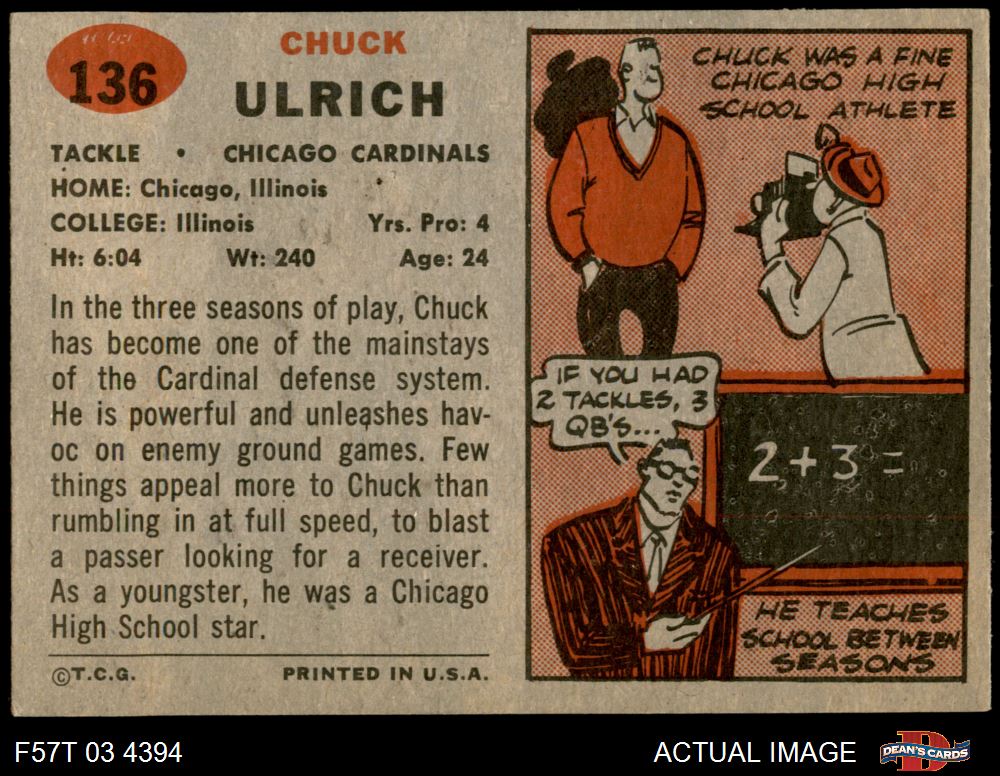 136
CHUCK
ULRICH
TACKLE • CHICAGO CARDINALS
HOME: Chicago, Illinois
COLLEGE: Illinois Yrs. Pro: 4
Ht: 6:04 Wt: 240 Age: 24
In the three seasons of play, Chuck
has become one of the mainstays
of the Cardinal defense system.
He is powerful and unleashes hav-
oc on enemy ground games. Few
things appeal more to Chuck than
rumbling in at full speed, to blast
a passer looking for a receiver.
As a youngster, he was a Chicago
High School star.
©T.C.G. PRINTED IN U.S.A.
CHUCK WAS A FINE
CHICAGO HIGH
SCHOOL ATHLETE
IF YOU HAD
2 TACKLES, 3
QB'S...
2+3=
HE TEACHES
SCHOOL BETWEEN
SEASONS
F57T 03 4394
ACTUAL IMAGE
DEAN'S CARDS